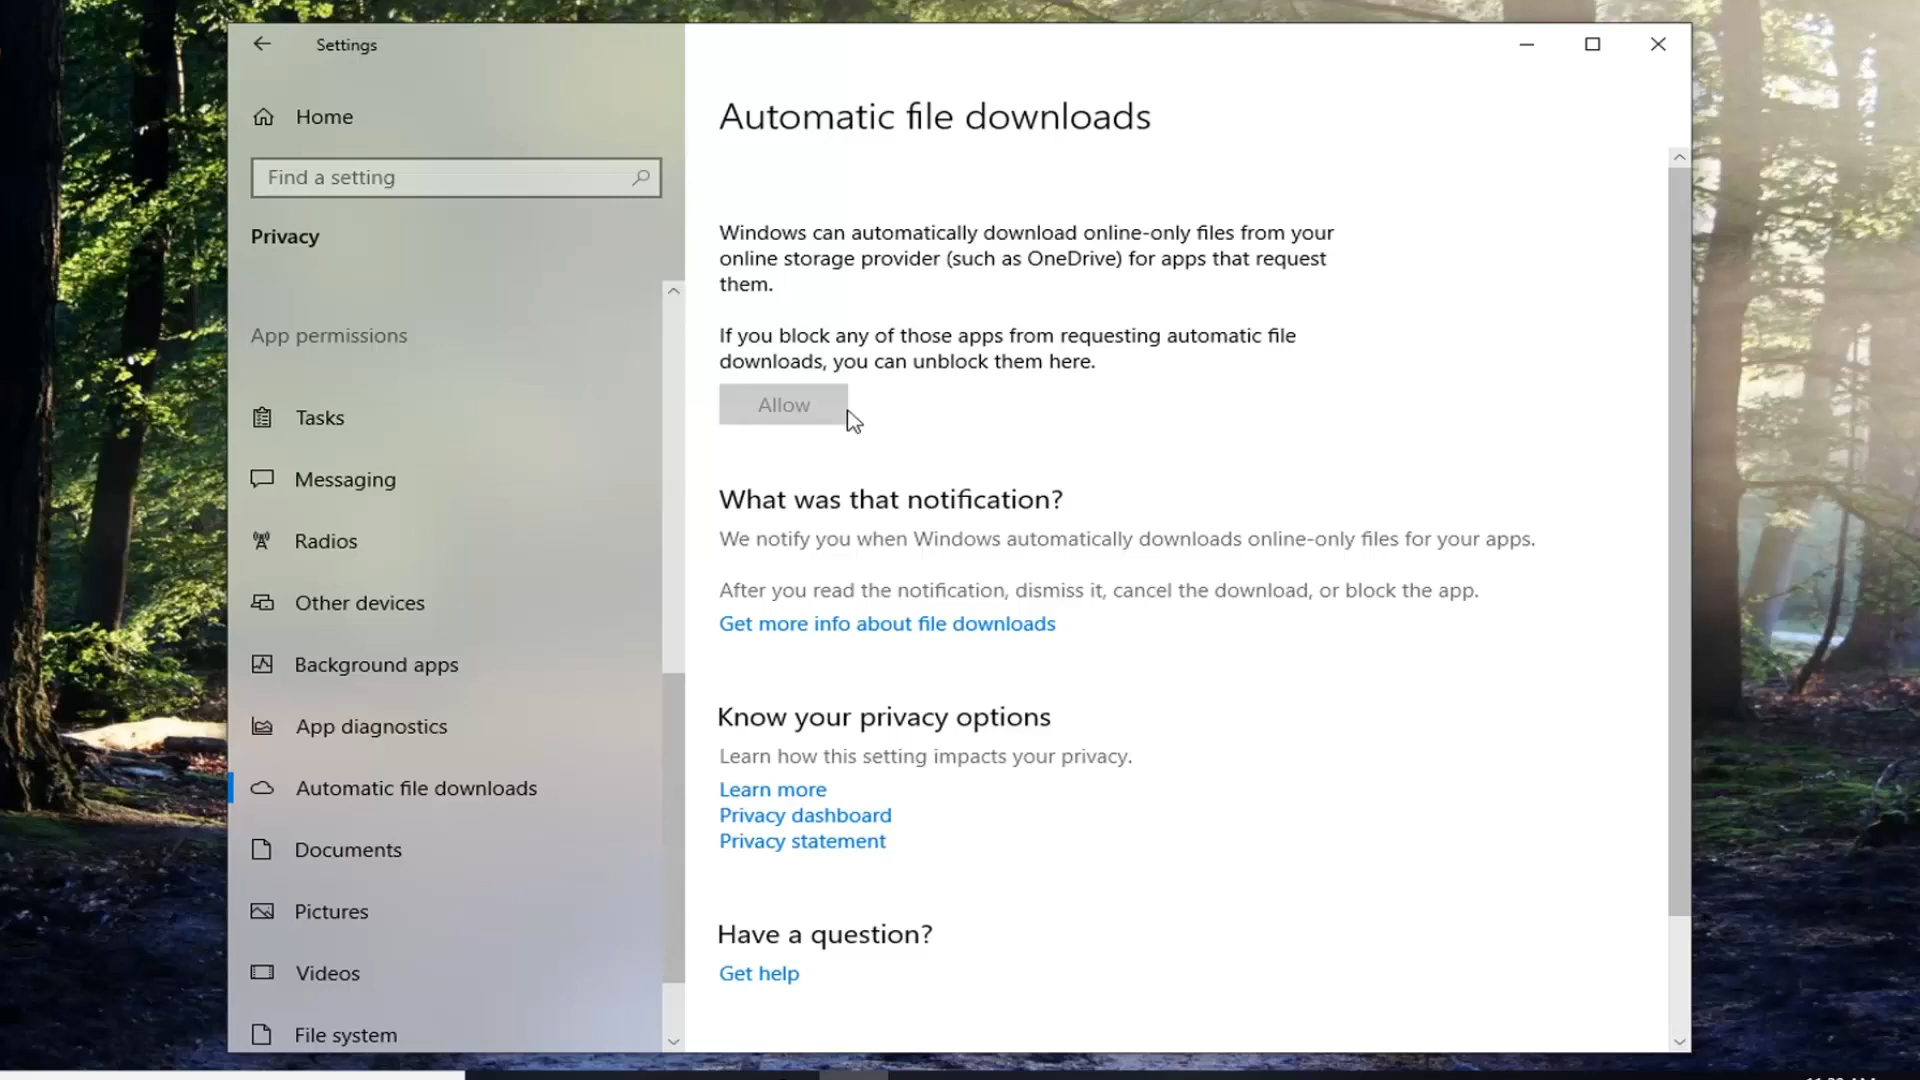 Settings
Home
Find a setting
Privacy
App permissions
Tasks
Messaging
Radios
Other devices
Background apps
App diagnostics
Automatic file downloads
Documents
Pictures
Videos
File system
Automatic file downloads
Windows can automatically download online-only files from your
online storage provider (such as OneDrive) for apps that request
them.
If you block any of those apps from requesting automatic file
downloads, you can unblock them here.
Allow
What was that notification?
We notify you when Windows automatically downloads online-only files for your apps.
After you read the notification, dismiss it, cancel the download, or block the app.
Get more info about file downloads
Know your privacy options
Learn how this setting impacts your privacy.
Learn more
Privacy dashboard
Privacy statement
Have a question?
Get help